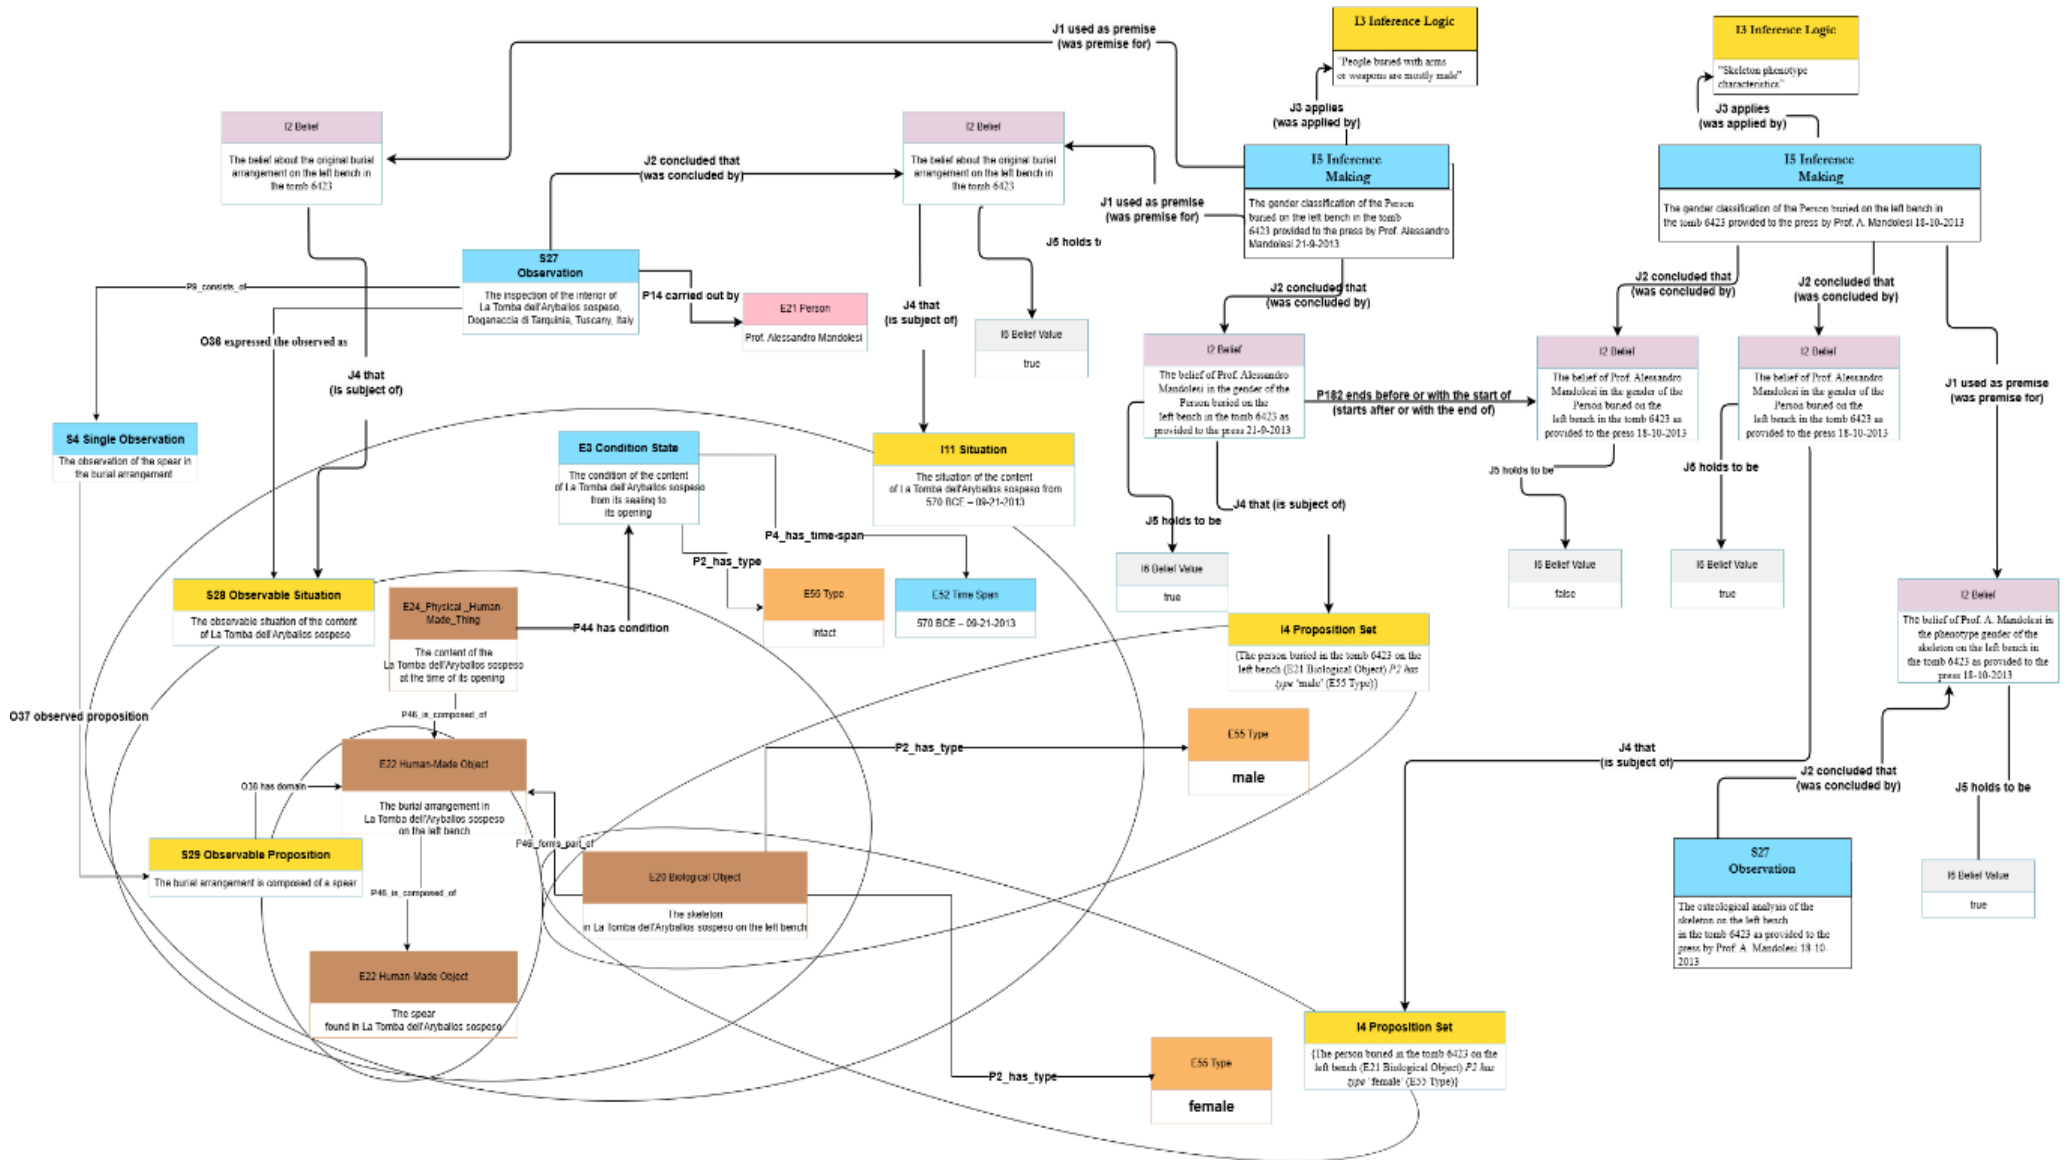 J1 used as premise
(was premise for)
I3 Inference Logic
"People buried with arms
or weapons are mostly male"
I3 Inference Logic
"Skeleton phenotype
characteristics"
J3 applies
(was applied by)
J3 applies
(was applied by)
I2 Belief
The belief about the original burial
arrangement on the left bench in
the tomb 6423
J2 concluded that
(was concluded by)
I2 Belief
The belief about the original burial
arrangement on the left bench in
the tomb 6423
J1 used as premise
(was premise for)
I5 Inference
Making
The gender classification of the Person
buried on the left bench in the tomb
6423 provided to the press by Prof. Alessandro
Mandolesi 21-9-2013
I5 Inference
Making
The gender classification of the Person buried on the left bench in
the tomb 6423 provided to the press by Prof. A. Mandolesi 18-10-2013
S27
Observation
The inspection of the interior of
La Tomba dell'Aryballos sospeso,
Doganaccia di Tarquinia, Tuscany, Italy
P9_consists_of
O36 expressed the observed as
P14 carried out by
E21 Person
Prof. Alessandro Mandolesi
J4 that
(is subject of)
J4 that
(is subject of)
J5 holds t
I6 Belief Value
true
J2 concluded that
(was concluded by)
J2 concluded that
(was concluded by)
J2 concluded that
(was concluded by)
I2 Belief
The belief of Prof. Alessandro
Mandolesi in the gender of the
Person buried on the
left bench in the tomb 6423 as
provided to the press 21-9-2013
P182 ends before or with the start of
(starts after or with the end of)
I2 Belief
The belief of Prof. Alessandro
Mandolesi in the gender of the
Person buried on the
left bench in the tomb 6423 as
provided to the press 18-10-2013
I2 Belief
The belief of Prof. Alessandro
Mandolesi in the gender of the
Person buried on the
left bench in the tomb 6423 as
provided to the press 18-10-2013
J1 used as premise
(was premise for)
S4 Single Observation
The observation of the spear in
the burial arrangement
E3 Condition State
The condition of the content
of La Tomba dell'Aryballos sospeso
from its sealing to
its opening
I11 Situation
The situation of the content
of La Tomba dell'Aryballos sospeso from
570 BCE – 09-21-2013
J5 holds to be
J4 that (is subject of)
J5 holds to be
J5 holds to be
P4_has_time-span
P2_has_type
I6 Belief Value
true
I6 Belief Value
false
I6 Belief Value
true
S28 Observable Situation
The observable situation of the content
of La Tomba dell'Aryballos sospeso
E24_Physical_Human-
Made_Thing
The content of the
La Tomba dell'Aryballos sospeso
at the time of its opening
P44 has condition
E55 Type
Intact
E52 Time Span
570 BCE – 09-21-2013
I4 Proposition Set
{The person buried in the tomb 6423 on the
left bench (E21 Biological Object) P2 has
type 'male' (E55 Type)}
I2 Belief
The belief of Prof. A. Mandolesi in
the phenotype gender of the
skeleton on the left bench in
the tomb 6423 as provided to the
press 18-10-2013
O37 observed proposition
P46_is_composed_of
E22 Human-Made Object
The burial arrangement in
La Tomba dell'Aryballos sospeso
on the left bench
O38 has domain
P2_has_type
E55 Type
male
J4 that
(is subject of)
J2 concluded that
(was concluded by)
J5 holds to be
S29 Observable Proposition
The burial arrangement is composed of a spear
P46i_forms_part_of
P46_is_composed_of
E20 Biological Object
The skeleton
in La Tomba dell'Aryballos sospeso on the left bench
S27
Observation
The osteological analysis of the
skeleton on the left bench
in the tomb 6423 as provided to the
press by Prof. A. Mandolesi 18-10-
2013
I6 Belief Value
true
E22 Human-Made Object
The spear
found in La Tomba dell'Aryballos sospeso
P2_has_type
E55 Type
female
I4 Proposition Set
{The person buried in the tomb 6423 on the
left bench (E21 Biological Object) P2 has
type 'female' (E55 Type)}